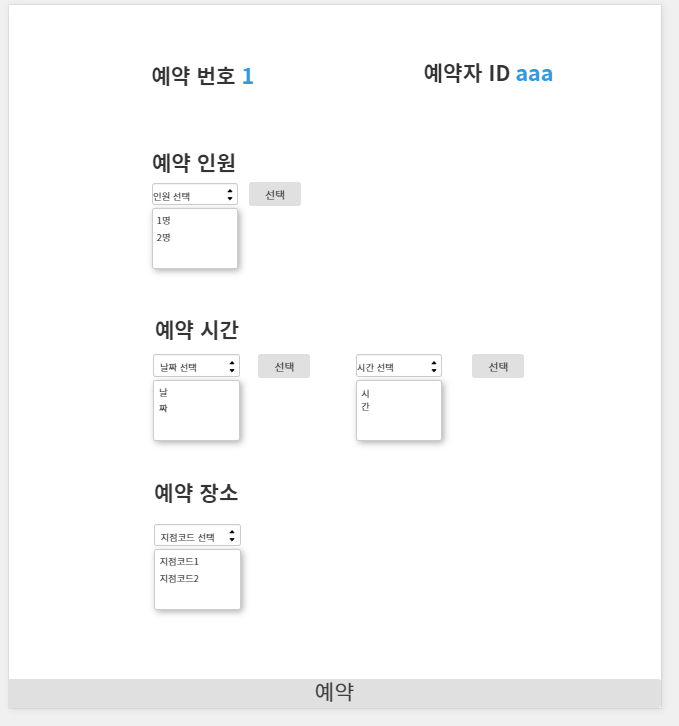 예약 번호 1
예약자 ID aaa
예약 인원
인원 선택
선택
1명
2명
예약 시간
날짜 선택
선택
시간 선택
선택
날
짜
시
간
예약 장소
지점코드 선택
지점코드1
지점코드2
예약